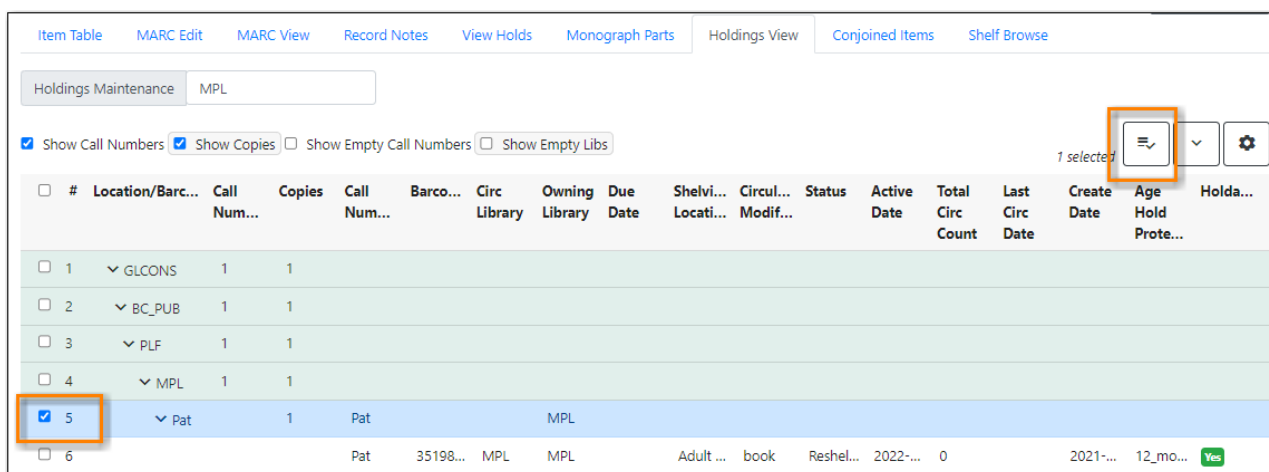 Item Table MARC Edit MARC View Record Notes View Holds Monograph Parts Holdings View Conjoined Items Shelf Browse
Holdings Maintenance MPL
Show Call Numbers Show Copies Show Empty Call Numbers Show Empty Libs
1 selected
# Location/Barc... Call Num... Copies Call Num... Barco... Circ Library Owning Library Due Date Shelvi... Locati... Circul... Modif... Status Active Date Total Circ Count Last Circ Date Create Date Age Hold Prote... Holda...
1 GLCONS 1 1
2 BC_PUB 1 1
3 PLF 1 1
4 MPL 1 1
5 Pat 1 Pat MPL
6 Pat 35198... MPL MPL Adult ... book Reshel... 2022-... 0 2021-... 12_mo... Yes